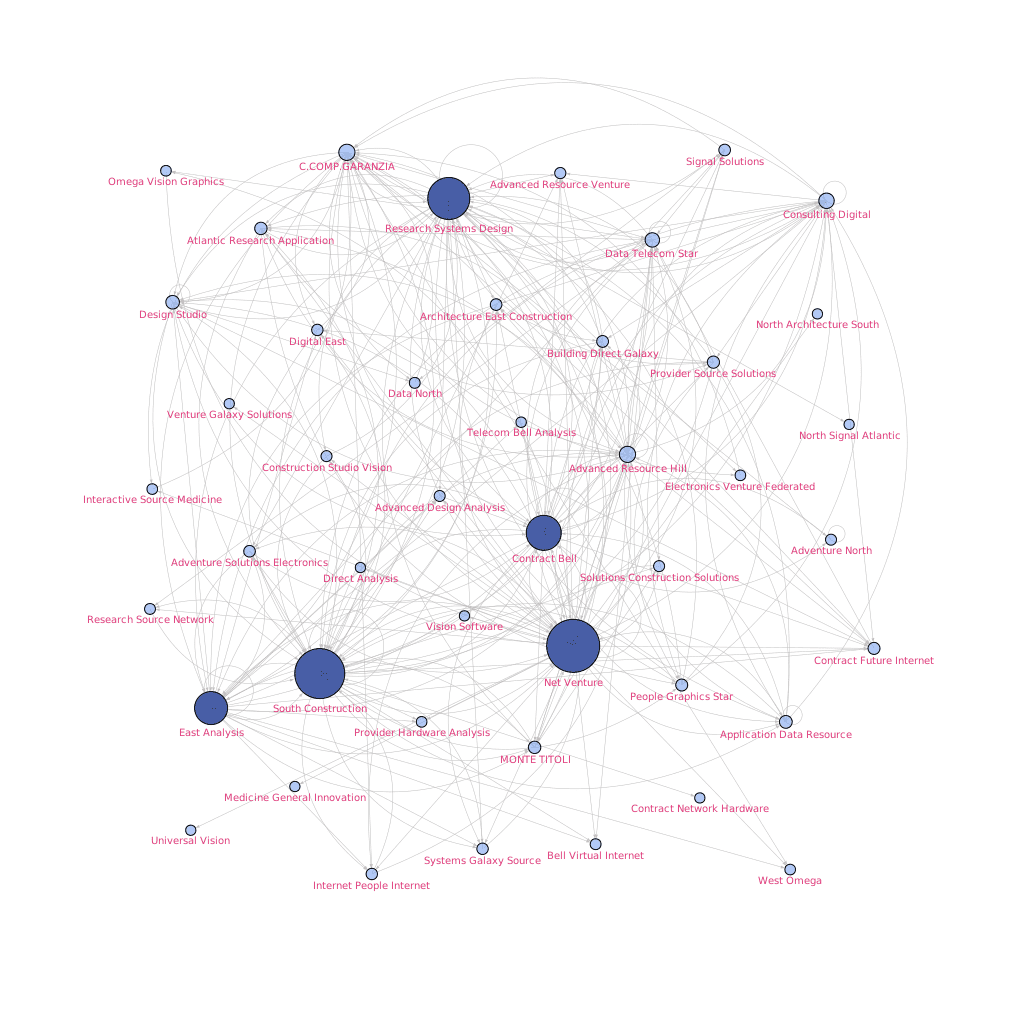 Signal Solutions
C.COMP.GARANZIA
Omega Vision Graphics
Advanced Resource Venture
Consulting Digital
Research Systems Design
Atlantic Research Application
Data Telecom Star
Design Studio
Architecture East Construction
North Architecture South
Digital East
Building Direct Galaxy
Provider Source Solutions
Data North
Venture Galaxy Solutions
Telecom Bell Analysis
North Signal Atlantic
Construction Studio Vision
Advanced Resource Hill
Electronics Venture Federated
Interactive Source Medicine
Advanced Design Analysis
Adventure North
Contract Bell
Adventure Solutions Electronics
Direct Analysis
Solutions Construction Solutions
Research Source Network
Vision Software
Contract Future Internet
Net Venture
People Graphics Star
South Construction
East Analysis
Provider Hardware Analysis
Application Data Resource
MONTE TITOLI
Medicine General Innovation
Contract Network Hardware
Universal Vision
Bell Virtual Internet
Systems Galaxy Source
West Omega
Internet People Internet